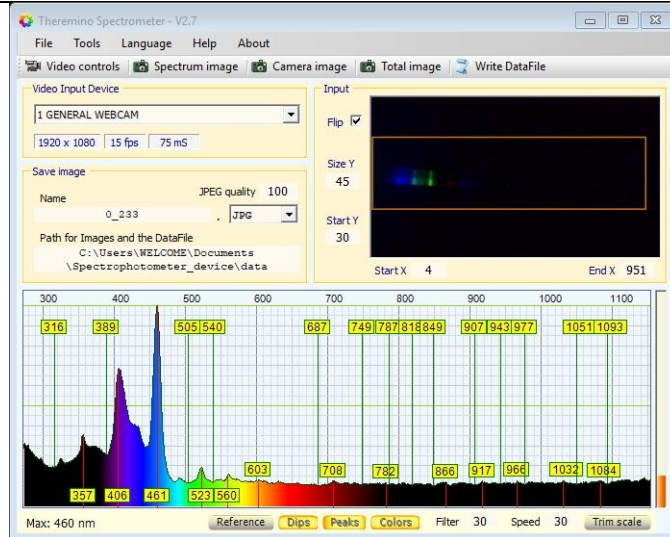 Theremino Spectrometer - V2.7
File Tools Language Help About
Video controls Spectrum image Camera image Total image Write DataFile
Video Input Device
1 GENERAL WEBCAM
1920 x 1080 15 fps 75 mS
Save image
Name JPEG quality 100
0_233 . JPG
Path for Images and the DataFile
C:\Users\WELCOME\Documents
\Spectrophotometer_device\data
Input
Flip
Size Y
45
Start Y
30
Start X 4 End X 951
300 400 500 600 700 800 900 1000 1100
316 389 505 540 687 749 787 818 849 907 943 977 1051 1093
603 708 782 866 917 966 1032 1084
357 406 461 523 560
Max: 460 nm Reference Dips Peaks Colors Filter 30 Speed 30 Trim scale